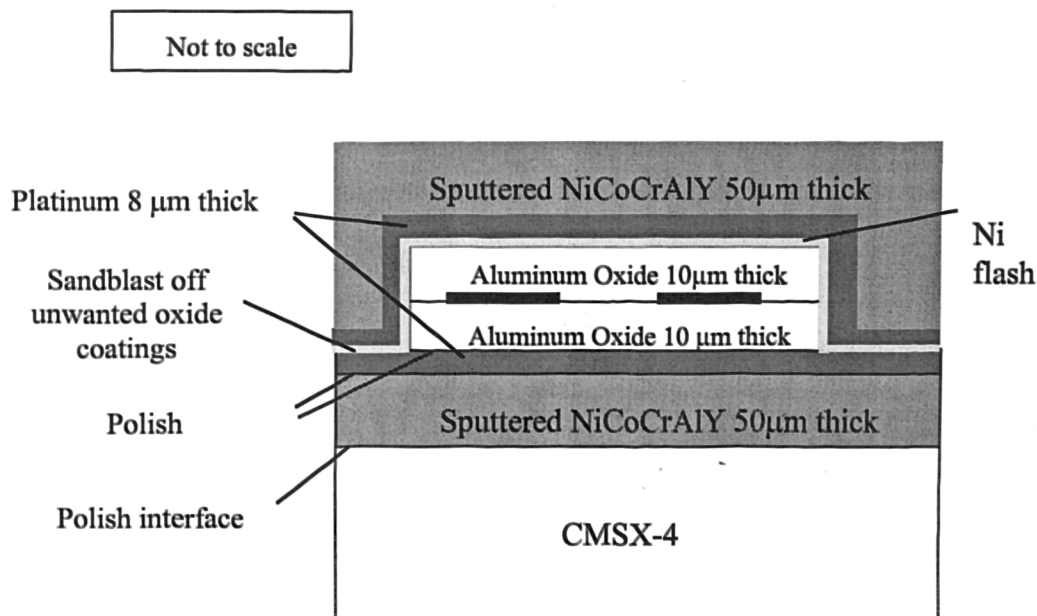 Not to scale
Sputtered NiCoCrAlY 50μm thick
Platinum 8 μm thick
Ni
flash
Aluminum Oxide 10μm thick
Sandblast off
unwanted oxide
coatings
Aluminum Oxide 10 μm thick
Polish
Sputtered NiCoCrAlY 50μm thick
Polish interface
CMSX-4